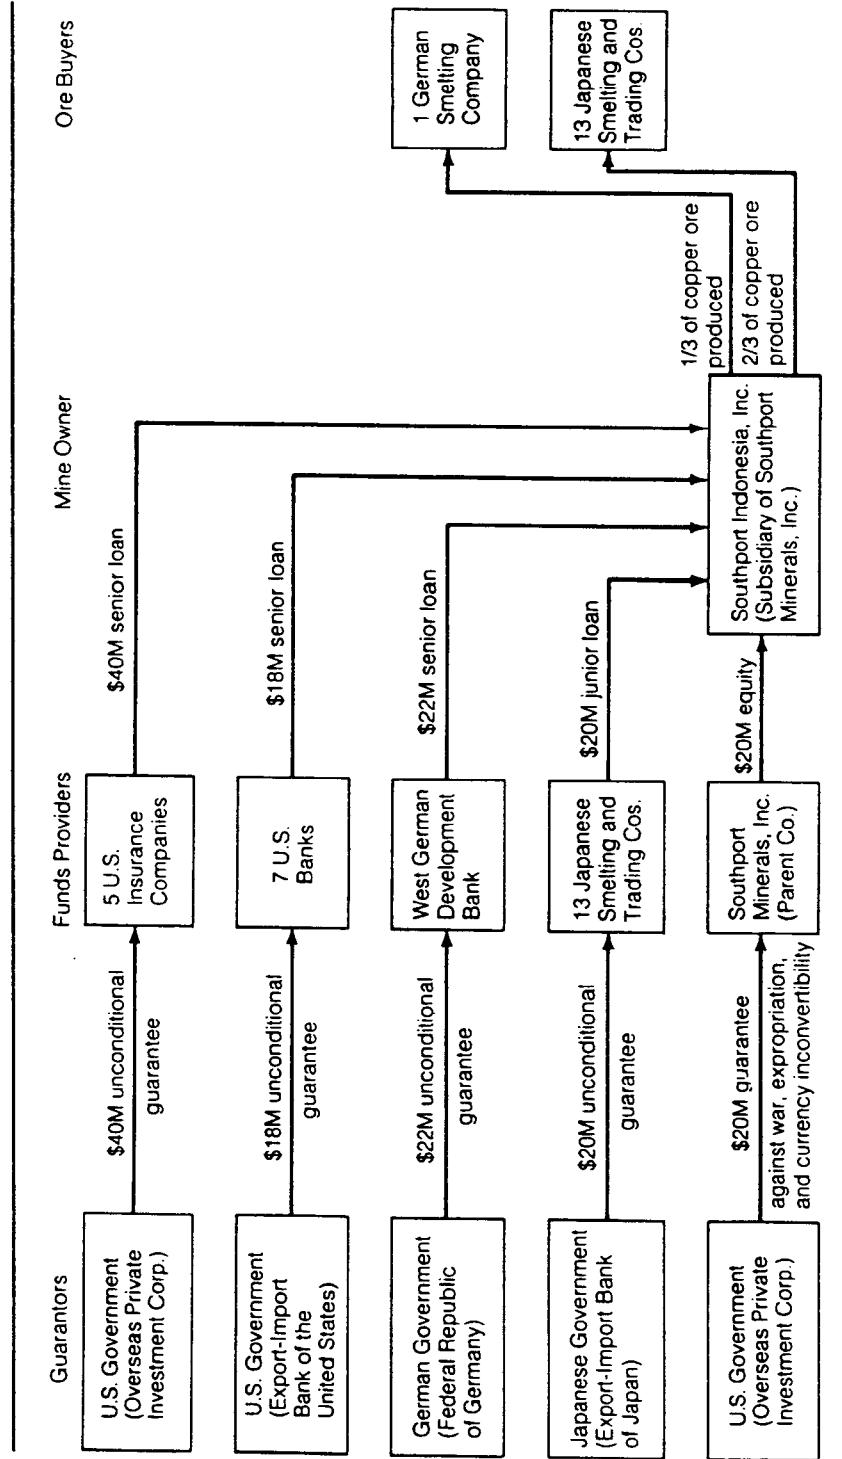 Guarantors
Funds Providers
Mine Owner
Ore Buyers
U.S. Government
(Overseas Private
Investment Corp.)
$40M unconditional
guarantee
5 U.S.
Insurance
Companies
$40M senior loan
U.S. Government
(Export-Import
Bank of the
United States)
$18M unconditional
guarantee
7 U.S.
Banks
$18M senior loan
German Government
(Federal Republic
of Germany)
$22M unconditional
guarantee
West German
Development
Bank
$22M senior loan
1 German
Smelting
Company
Japanese Government
(Export-Import Bank
of Japan)
$20M unconditional
guarantee
13 Japanese
Smelting and
Trading Cos.
$20M junior loan
13 Japanese
Smelting and
Trading Cos.
U.S. Government
(Overseas Private
Investment Corp.)
$20M guarantee
against war, expropriation,
and currency inconvertibility
Southport
Minerals, Inc.
(Parent Co.)
$20M equity
Southport Indonesia, Inc.
(Subsidiary of Southport
Minerals, Inc.)
1/3 of copper ore
produced
2/3 of copper ore
produced